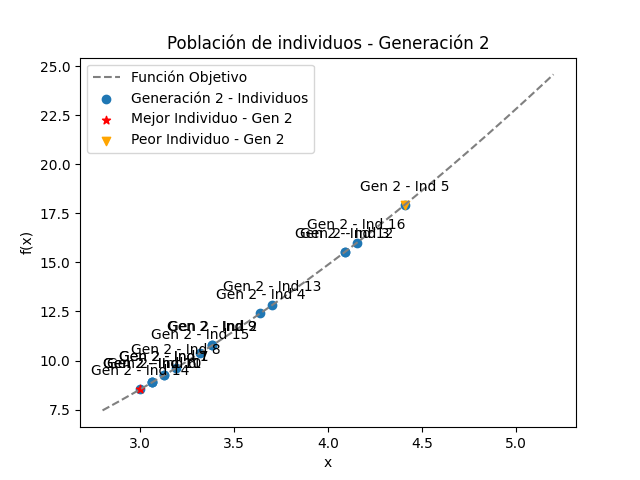 Población de individuos - Generación 2
Función Objetivo
Generación 2 - Individuos
Mejor Individuo - Gen 2
Peor Individuo - Gen 2
25.0
22.5
20.0
17.5
15.0
12.5
10.0
7.5
f(x)
Gen 2 - Ind 5
Gen 2 - Ind 16
Gen 2 - Ind 13
Gen 2 - Ind 4
Gen 2 - Ind 15
Gen 2 - Ind 8
Gen 2 - Ind 14
3.0
3.5
4.0
4.5
5.0
x